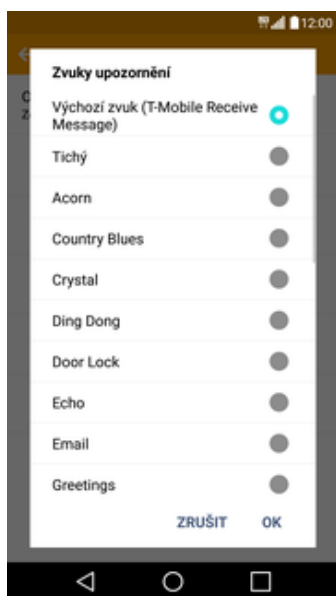 12:00
Zvuky upozornění
Výchozí zvuk (T-Mobile Receive
Message)
Tichý
Acorn
Country Blues
Crystal
Ding Dong
Door Lock
Echo
Email
Greetings
ZRUŠIT OK